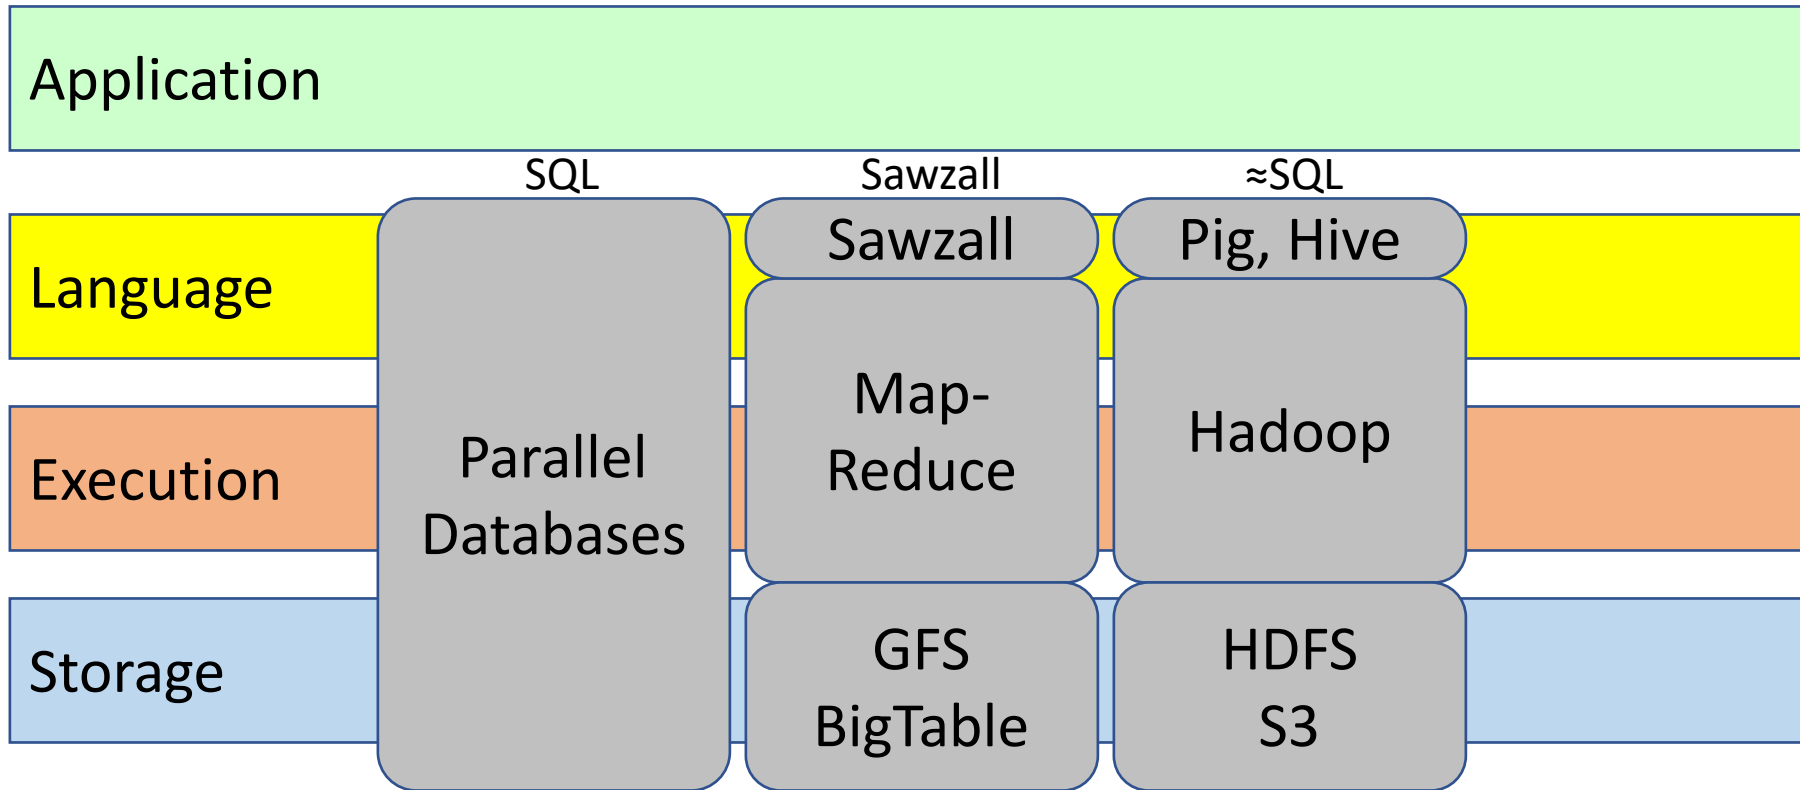 Application
SQL
Sawzall
≈SQL
Language
Sawzall
Pig, Hive
Execution
Parallel
Databases
Map-
Reduce
Hadoop
Storage
GFS
BigTable
HDFS
S3